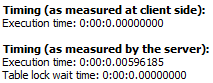 Timing (as measured at client side):
Execution time: 0:00:0.00000000
Timing (as measured by the server):
Execution time: 0:00:0.00596185
Table lock wait time: 0:00:0.00000000